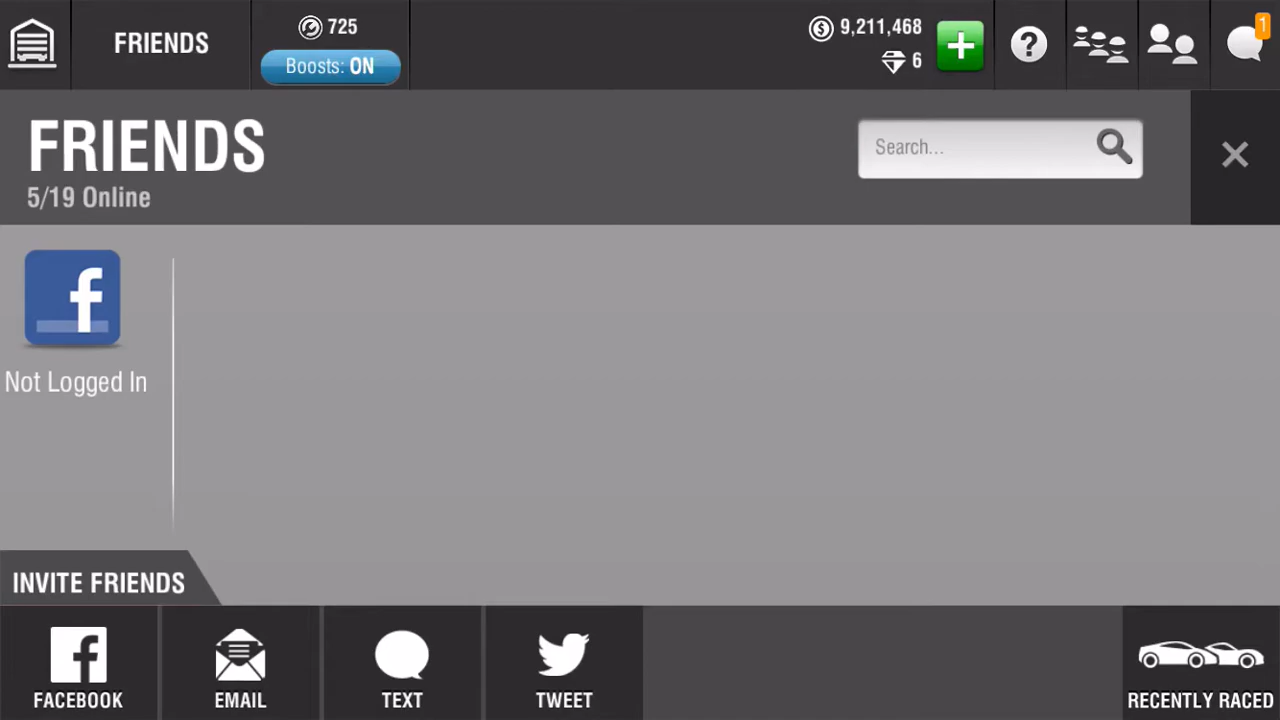 FRIENDS
725
Boosts: ON
9,211,468
6
?
1
FRIENDS
5/19 Online
Search...
f
Not Logged In
INVITE FRIENDS
FACEBOOK
EMAIL
TEXT
TWEET
RECENTLY RACED